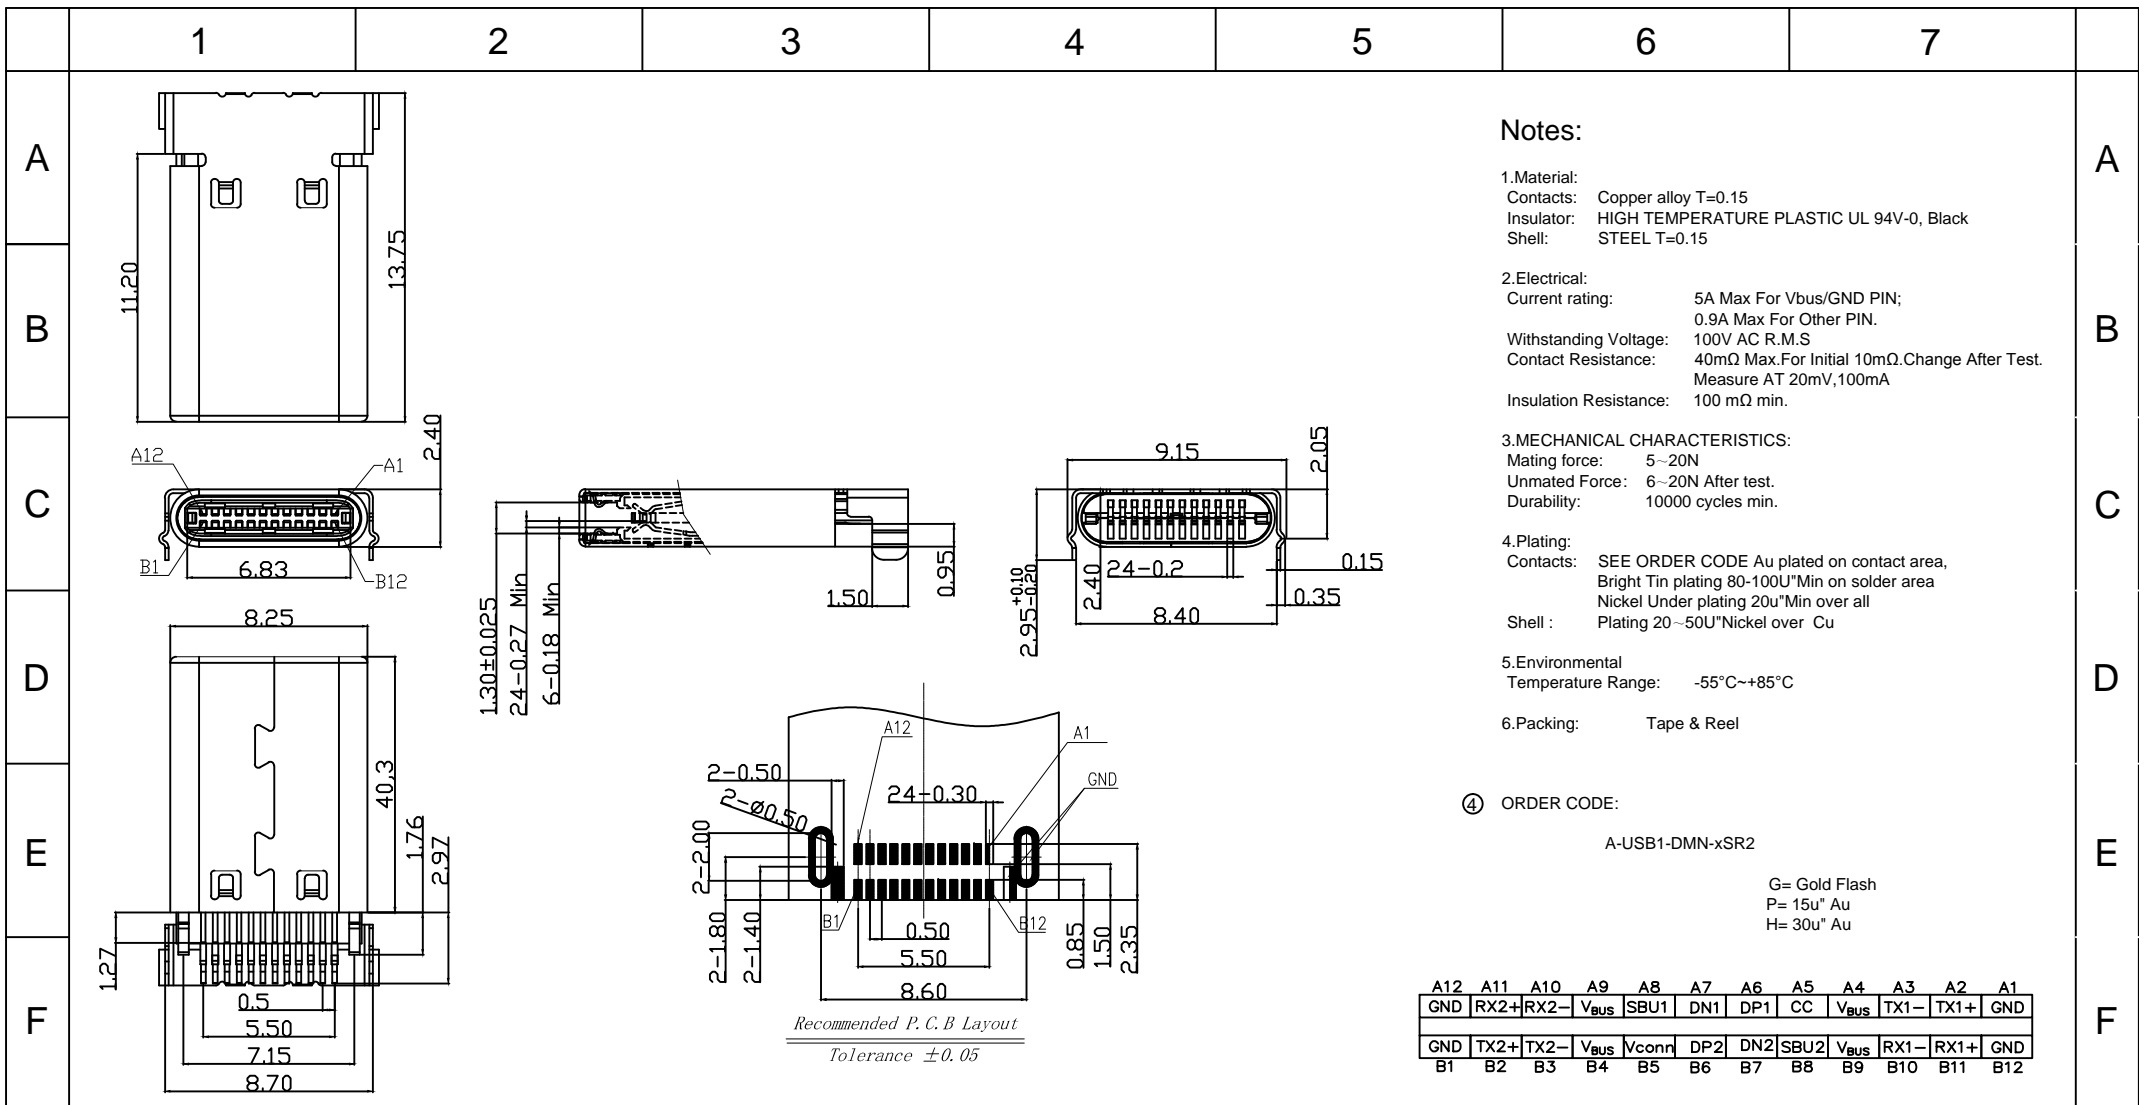 1 2 3 4 5 6 7
A A
B B
C C
D D
E E
F F
11.20
13.75
2.40
A12
A1
B1
6.83
B12
8.25
40.3
1.76
2.97
1.27
0.5
5.50
7.15
8.70
1.30±0.025
24-0.27 Min
6-0.18 Min
1.50
0.95
9.15
2.05
2.95+0.10-0.20
2.40
24-0.2
8.40
0.15
0.35
A12
A1
GND
2-0.50
24-0.30
2-ø0.50
2-2.00
2-1.80
2-1.40
B1
B12
0.50
5.50
8.60
0.85
1.50
2.35
Recommended P.C.B Layout
Tolerance ±0.05
Notes:
1.Material:
Contacts: Copper alloy T=0.15
Insulator: HIGH TEMPERATURE PLASTIC UL 94V-0, Black
Shell: STEEL T=0.15
2.Electrical:
Current rating: 5A Max For Vbus/GND PIN;
0.9A Max For Other PIN.
Withstanding Voltage: 100V AC R.M.S
Contact Resistance: 40mΩ Max.For Initial 10mΩ.Change After Test.
Measure AT 20mV,100mA
Insulation Resistance: 100 mΩ min.
3.MECHANICAL CHARACTERISTICS:
Mating force: 5~20N
Unmated Force: 6~20N After test.
Durability: 10000 cycles min.
4.Plating:
Contacts: SEE ORDER CODE Au plated on contact area,
Bright Tin plating 80-100U"Min on solder area
Nickel Under plating 20u"Min over all
Shell : Plating 20~50U"Nickel over Cu
5.Environmental
Temperature Range: -55°C~+85°C
6.Packing: Tape & Reel
④ ORDER CODE:
A-USB1-DMN-xSR2
G= Gold Flash
P= 15u" Au
H= 30u" Au
A12 A11 A10 A9 A8 A7 A6 A5 A4 A3 A2 A1
GND RX2+ RX2- VBUS SBU1 DN1 DP1 CC VBUS TX1- TX1+ GND
GND TX2+ TX2- VBUS Vconn DP2 DN2 SBU2 VBUS RX1- RX1+ GND
B1 B2 B3 B4 B5 B6 B7 B8 B9 B10 B11 B12